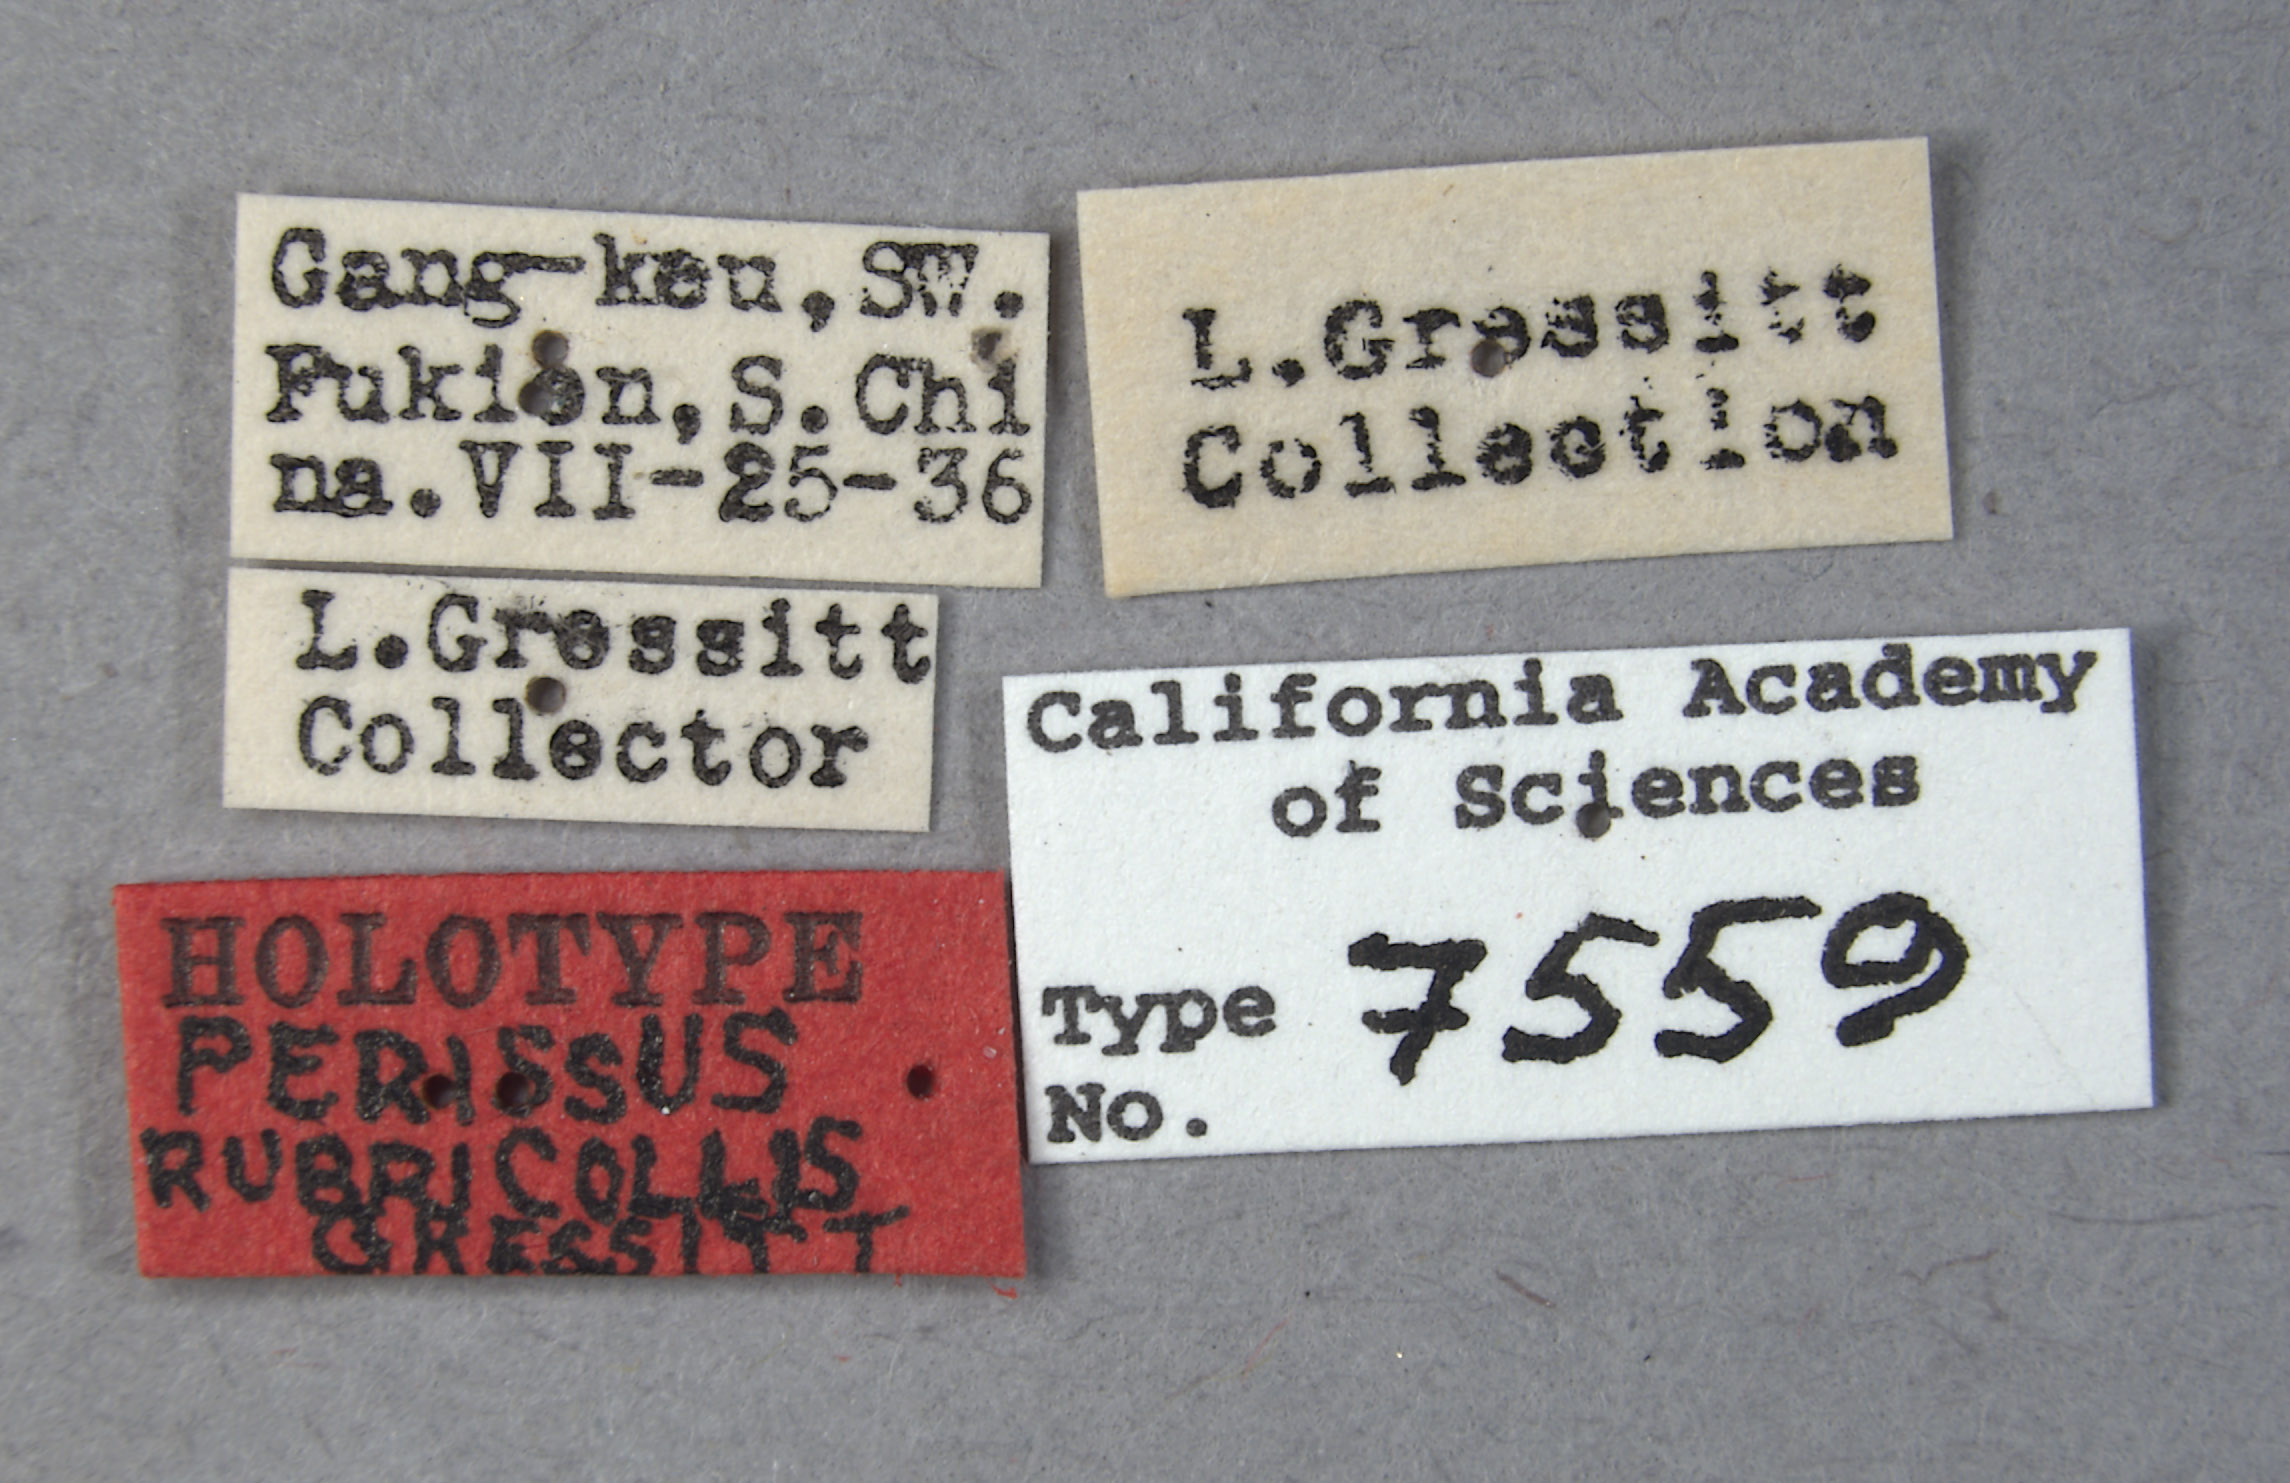 Gang-keu, SW.
Fukien, S. Chi
na. VII-25-36
L. Gressitt
Collector
HOLOTYPE
PERISSUS
RUBRICOLLIS
GRESSITT
L. Gressitt
Collection
California Academy
of Sciences
Type 7559
No.